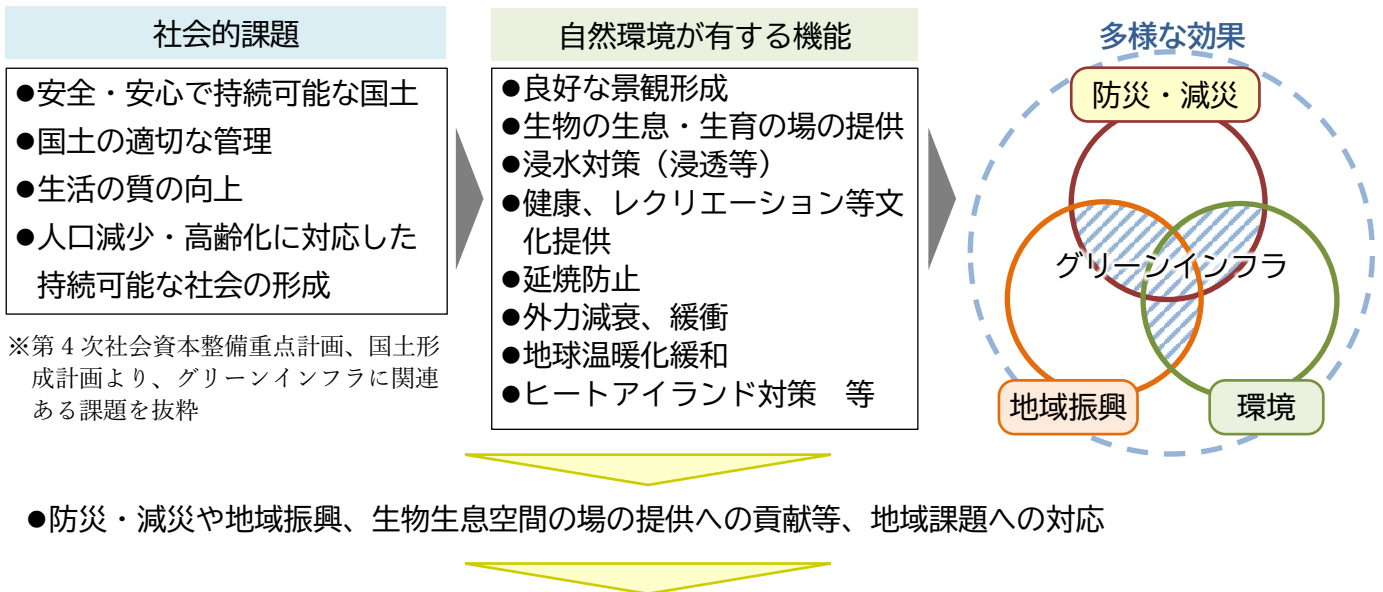 社会的課題
●安全・安心で持続可能な国土
●国土の適切な管理
●生活の質の向上
●人口減少・高齢化に対応した
持続可能な社会の形成
※第4次社会資本整備重点計画、国土形
成計画より、グリーンインフラに関連
ある課題を抜粋
自然環境が有する機能
●良好な景観形成
●生物の生息・生育の場の提供
●浸水対策（浸透等）
●健康、レクリエーション等文
化提供
●延焼防止
●外力減衰、緩衝
●地球温暖化緩和
●ヒートアイランド対策　等
多様な効果
防災・減災
グリーンインフラ
地域振興
環境
●防災・減災や地域振興、生物生息空間の場の提供への貢献等、地域課題への対応